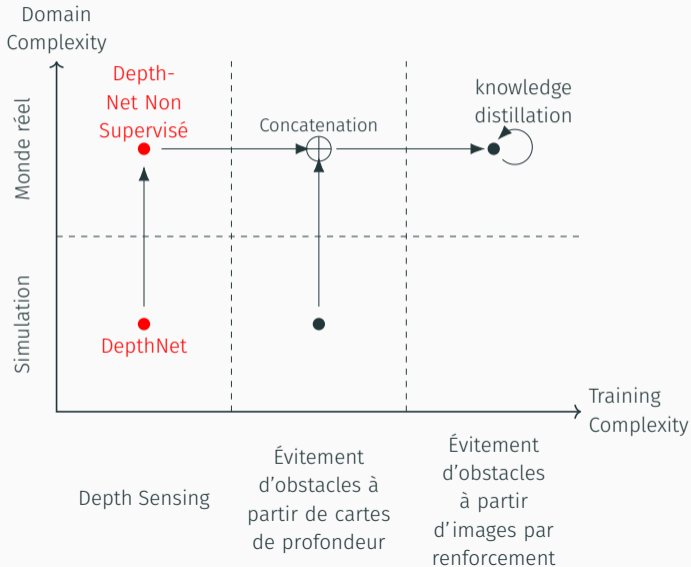 Domain
Complexity
Depth-
Net Non
Supervisé
knowledge
distillation
Concatenation
Monde réel
Simulation
DepthNet
Training
Complexity
Depth Sensing
Évitement
d'obstacles à
partir de cartes
de profondeur
Évitement
d'obstacles
à partir
d'images par
renforcement